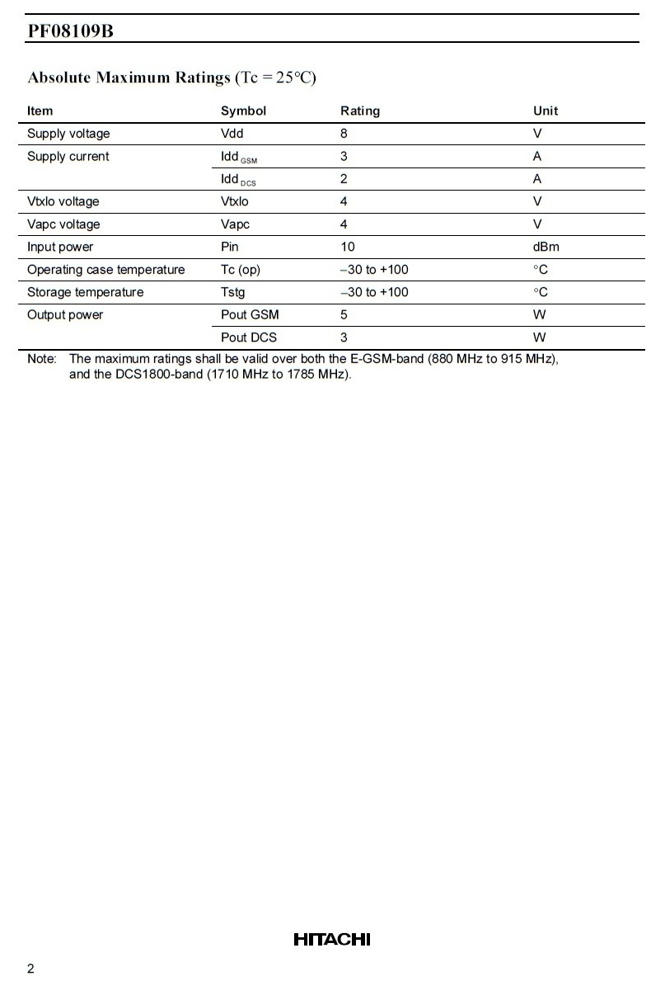 PF08109B
Absolute Maximum Ratings (Tc = 25°C)
Item Symbol Rating Unit
Supply voltage Vdd 8 V
Supply current Idd GSM 3 A
Idd DCS 2 A
Vtxlo voltage Vtxlo 4 V
Vapc voltage Vapc 4 V
Input power Pin 10 dBm
Operating case temperature Tc (op) −30 to +100 °C
Storage temperature Tstg −30 to +100 °C
Output power Pout GSM 5 W
Pout DCS 3 W
Note: The maximum ratings shall be valid over both the E-GSM-band (880 MHz to 915 MHz),
and the DCS1800-band (1710 MHz to 1785 MHz).
HITACHI
2